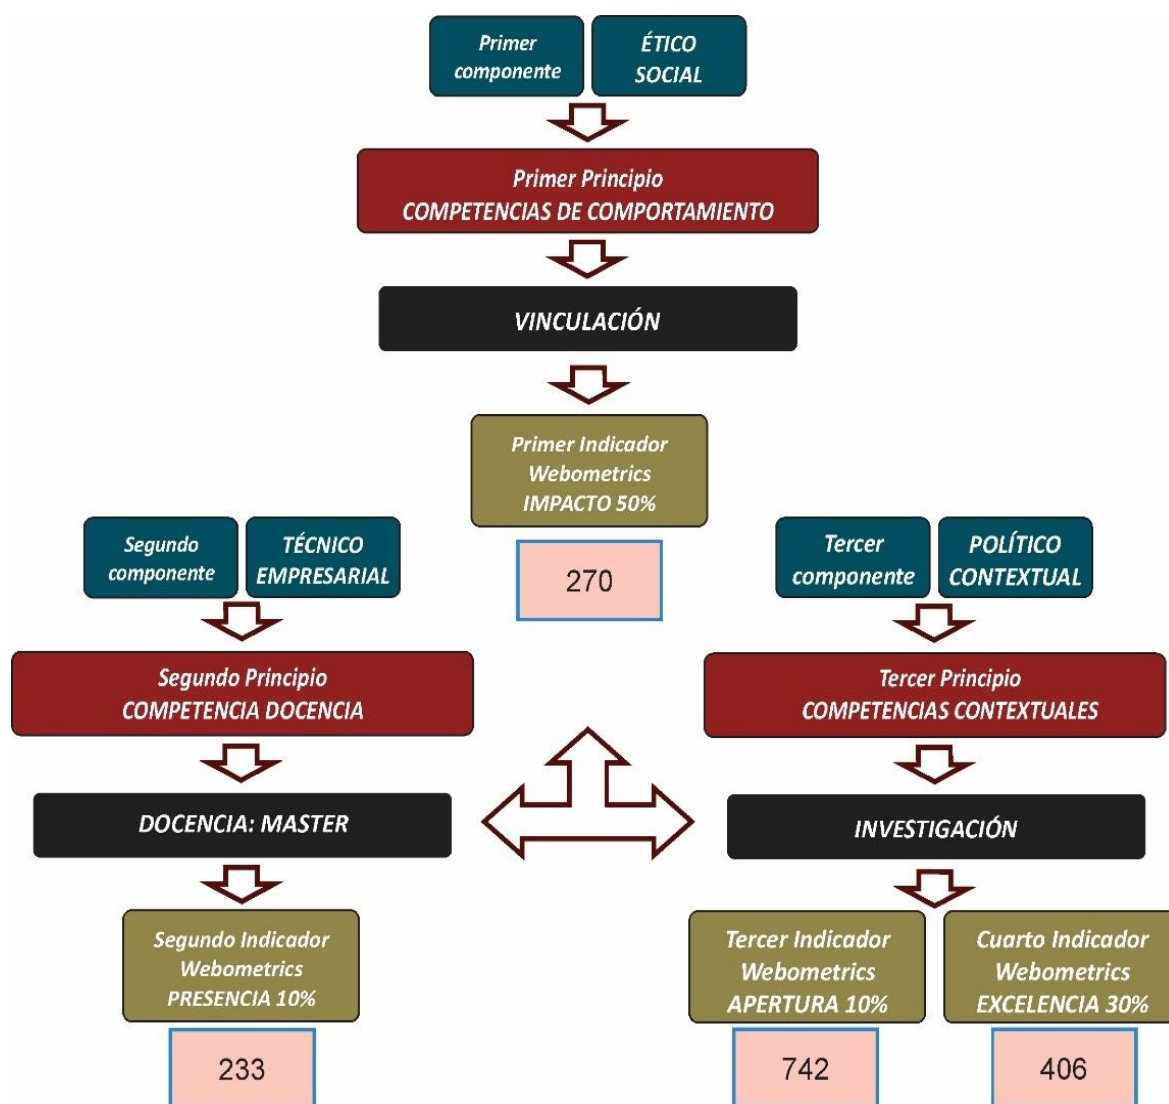 Primer
componente
ÉTICO
SOCIAL
Primer Principio
COMPETENCIAS DE COMPORTAMIENTO
VINCULACIÓN
Primer Indicador
Webometrics
IMPACTO 50%
270
Segundo
componente
TÉCNICO
EMPRESARIAL
Segundo Principio
COMPETENCIA DOCENCIA
DOCENCIA: MASTER
Segundo Indicador
Webometrics
PRESENCIA 10%
233
Tercer
componente
POLÍTICO
CONTEXTUAL
Tercer Principio
COMPETENCIAS CONTEXTUALES
INVESTIGACIÓN
Tercer Indicador
Webometrics
APERTURA 10%
742
Cuarto Indicador
Webometrics
EXCELENCIA 30%
406